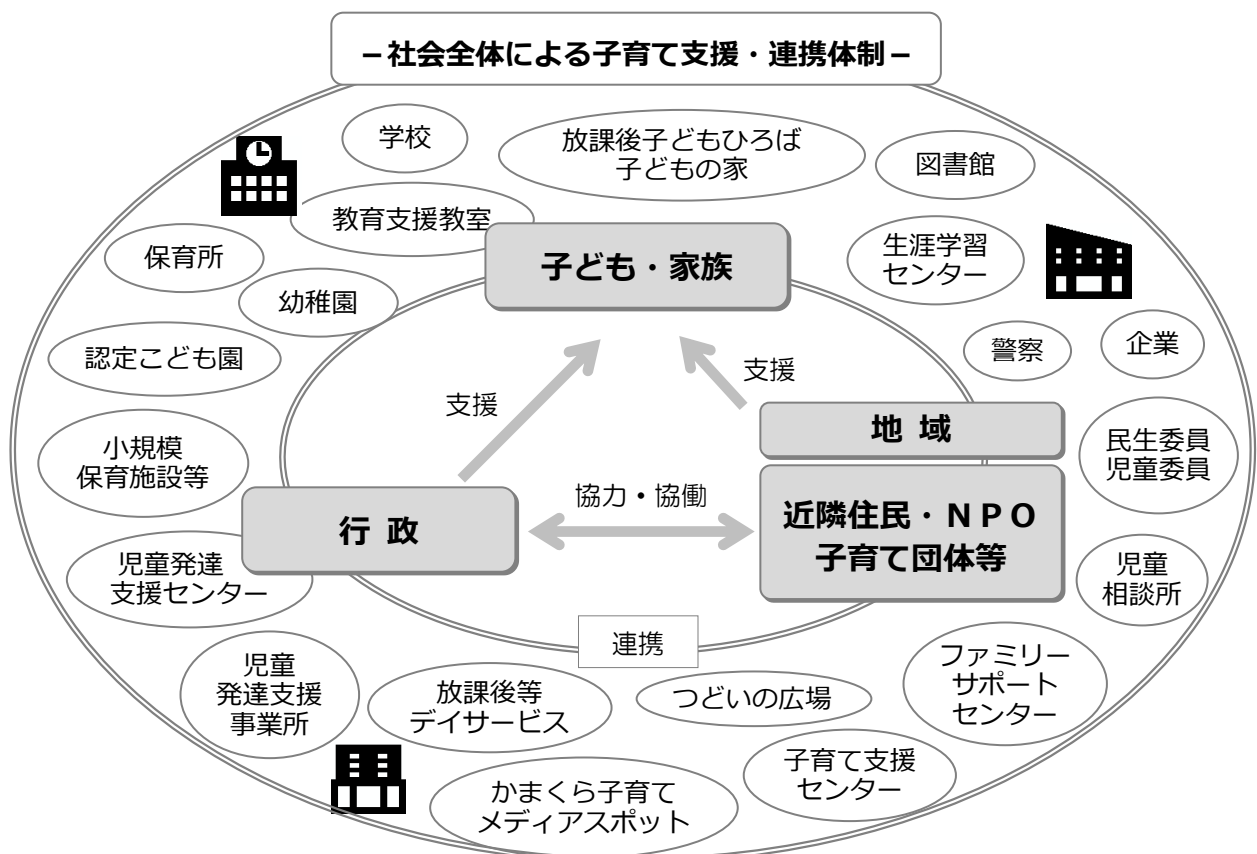 －社会全体による子育て支援・連携体制－
学校
放課後子どもひろば
子どもの家
図書館
教育支援教室
保育所
子ども・家族
生涯学習
センター
幼稚園
認定こども園
警察
企業
支援
支援
地 域
小規模
保育施設等
民生委員
児童委員
協力・協働
行 政
近隣住民・ＮＰＯ
子育て団体等
児童発達
支援センター
児童
相談所
連携
児童
発達支援
事業所
放課後等
デイサービス
つどいの広場
ファミリー
サポート
センター
子育て支援
センター
かまくら子育て
メディアスポット